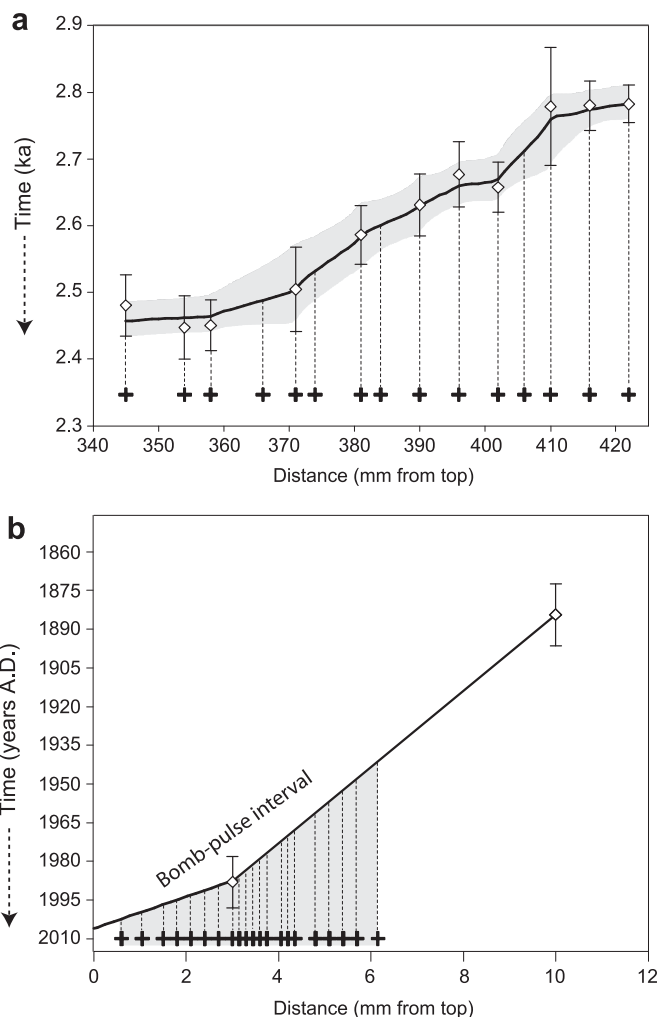 a
2.9
2.8
2.7
2.6
2.5
2.4
2.3
Time (ka)
340 350 360 370 380 390 400 410 420
Distance (mm from top)
b
1860
1875
1890
1905
1920
1935
1950
1965
1980
1995
2010
Time (years A.D.)
Bomb-pulse interval
0 2 4 6 8 10 12
Distance (mm from top)